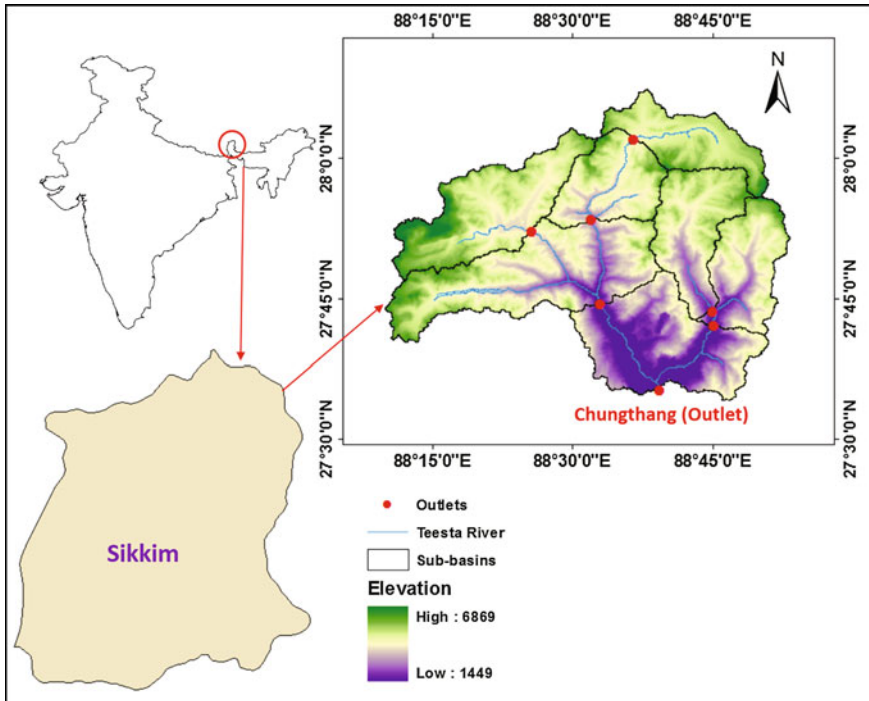 88°15'0"E 88°30'0"E 88°45'0"E
N
28°0'0"N
28°0'0"N
27°45'0"N
27°45'0"N
27°30'0"N
27°30'0"N
Chungthang (Outlet)
88°15'0"E 88°30'0"E 88°45'0"E
Sikkim
Outlets
Teesta River
Sub-basins
Elevation
High : 6869
Low : 1449